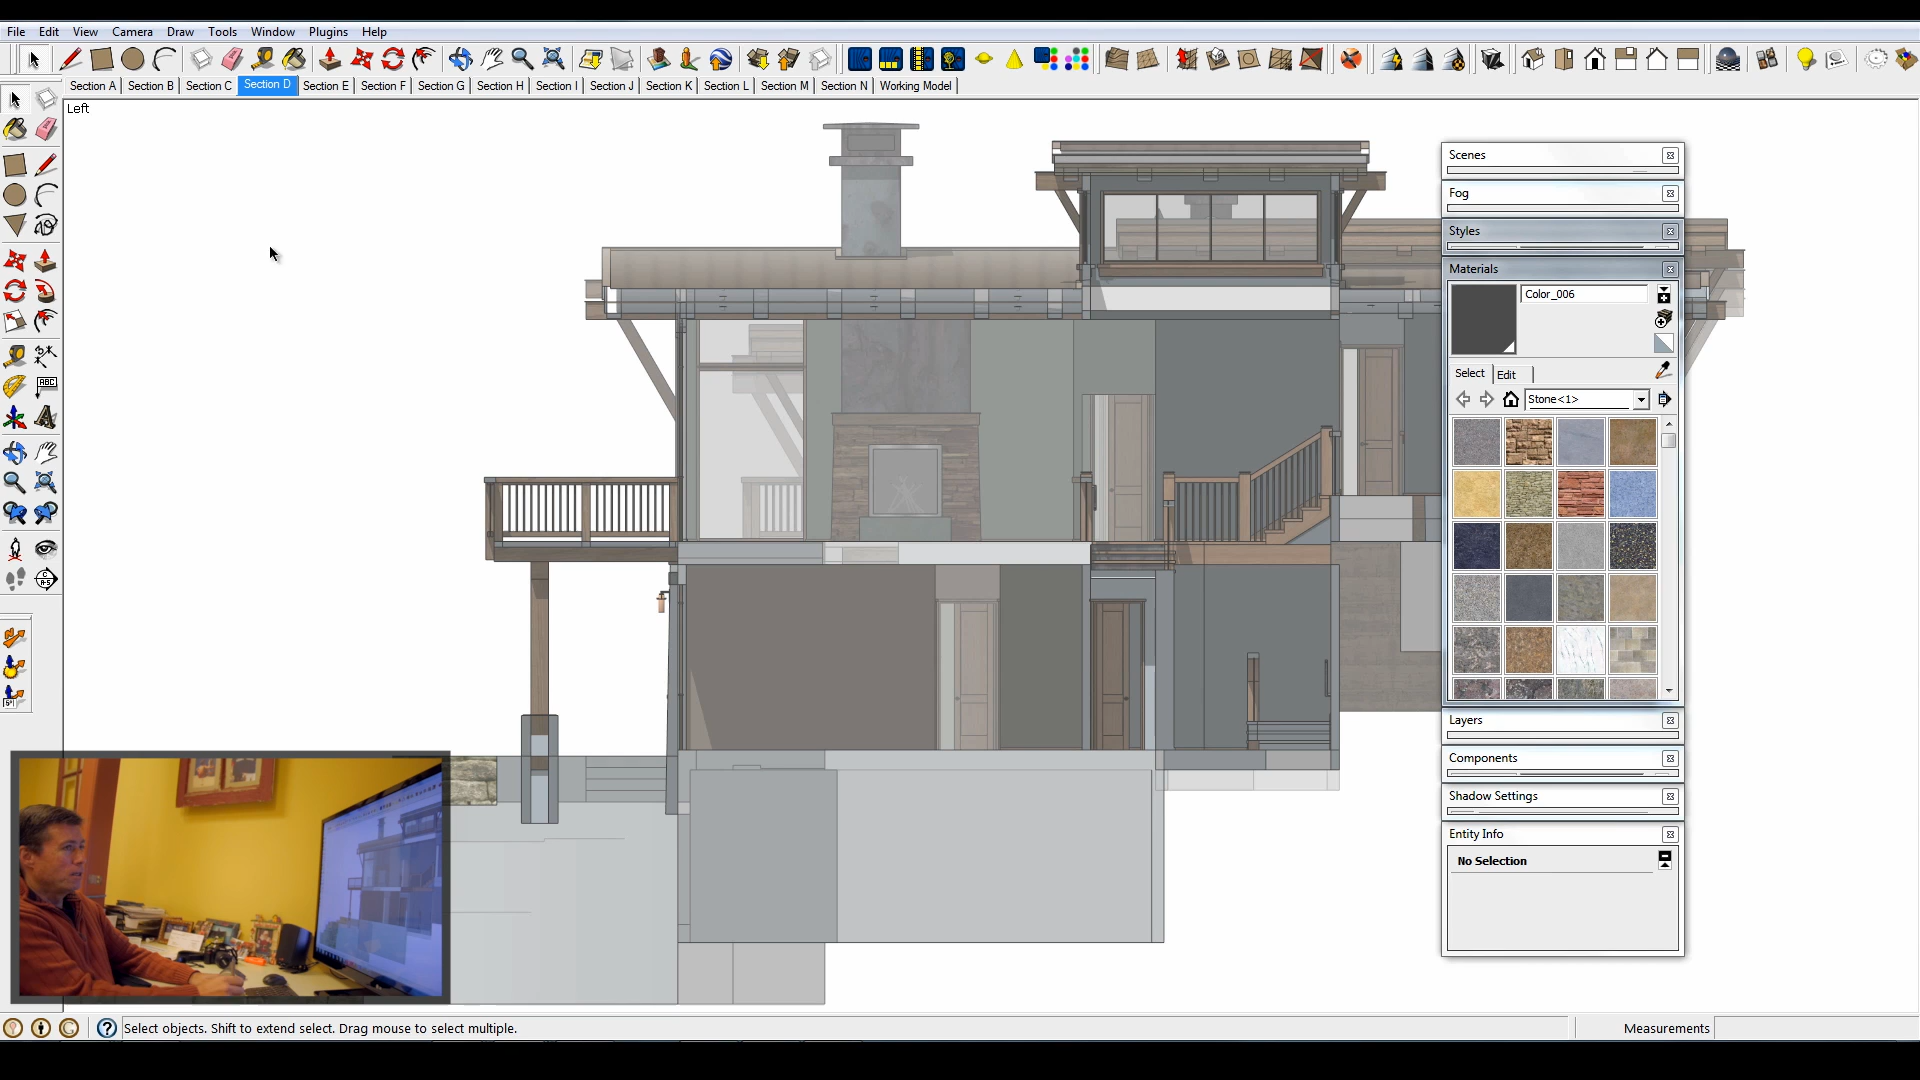 File Edit View Camera Draw Tools Window Plugins Help
Section A Section B Section C Section D Section E Section F Section G Section H Section I Section J Section K Section L Section M Section N Working Model
Left
Scenes
Fog
Styles
Materials
Color_006
Select Edit
Stone<1>
ABC
Layers
Components
Shadow Settings
Entity Info
No Selection
Select objects. Shift to extend select. Drag mouse to select multiple.
Measurements